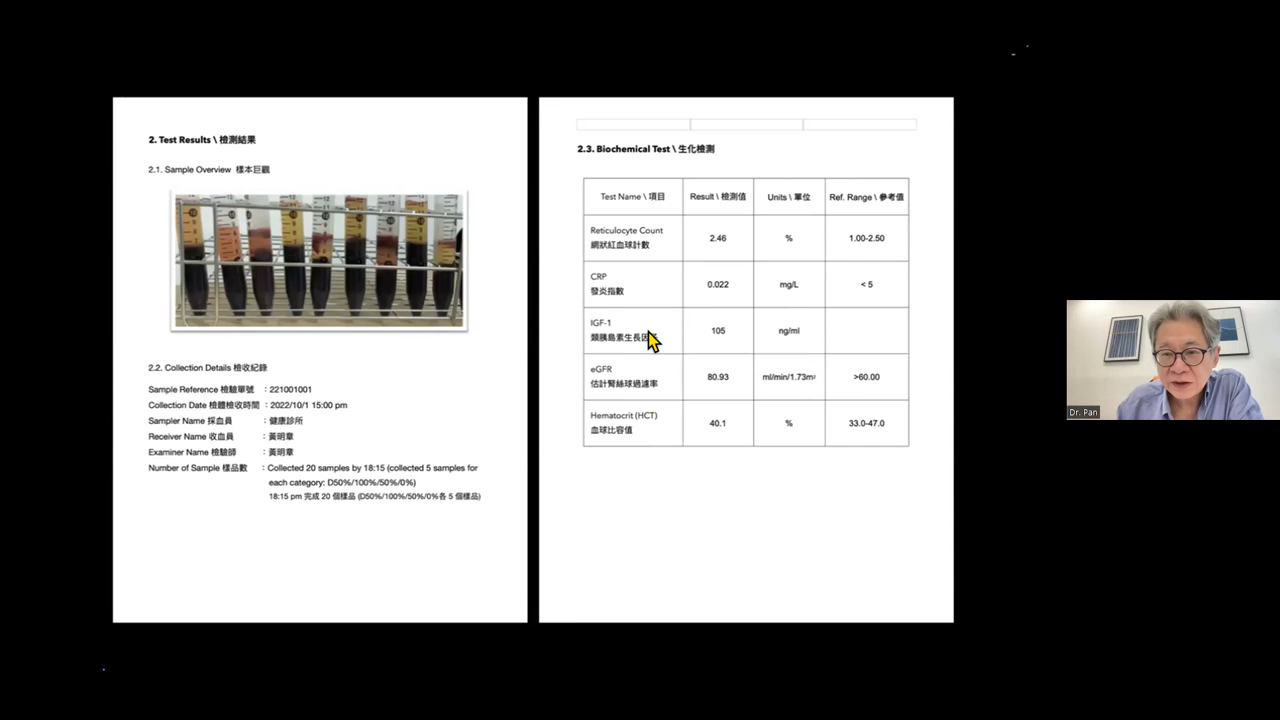 2. Test Results \ 檢測結果
2.1. Sample Overview 樣本巨觀
2.2. Collection Details 檢收紀錄
Sample Reference 檢驗單號 : 221001001
Collection Date 檢體檢收時間 : 2022/10/1 15:00 pm
Sampler Name 採血員 : 健康診所
Receiver Name 收血員 : 黃明章
Examiner Name 檢驗師 : 黃明章
Number of Sample 樣品數 : Collected 20 samples by 18:15 (collected 5 samples for
each category: D50%/100%/50%/0%)
18:15 pm 完成 20 個樣品 (D50%/100%/50%/0%各 5 個樣品)
2.3. Biochemical Test \ 生化檢測
Test Name \ 項目 Result \ 檢測值 Units \ 單位 Ref. Range \ 參考值
Reticulocyte Count 2.46 % 1.00-2.50
網狀紅血球計數
CRP 0.022 mg/L < 5
發炎指數
IGF-1 105 ng/ml
類胰島素生長因
eGFR 80.93 ml/min/1.73m² >60.00
估計腎絲球過濾率
Hematocrit (HCT) 40.1 % 33.0-47.0
血球比容值
Dr. Pan